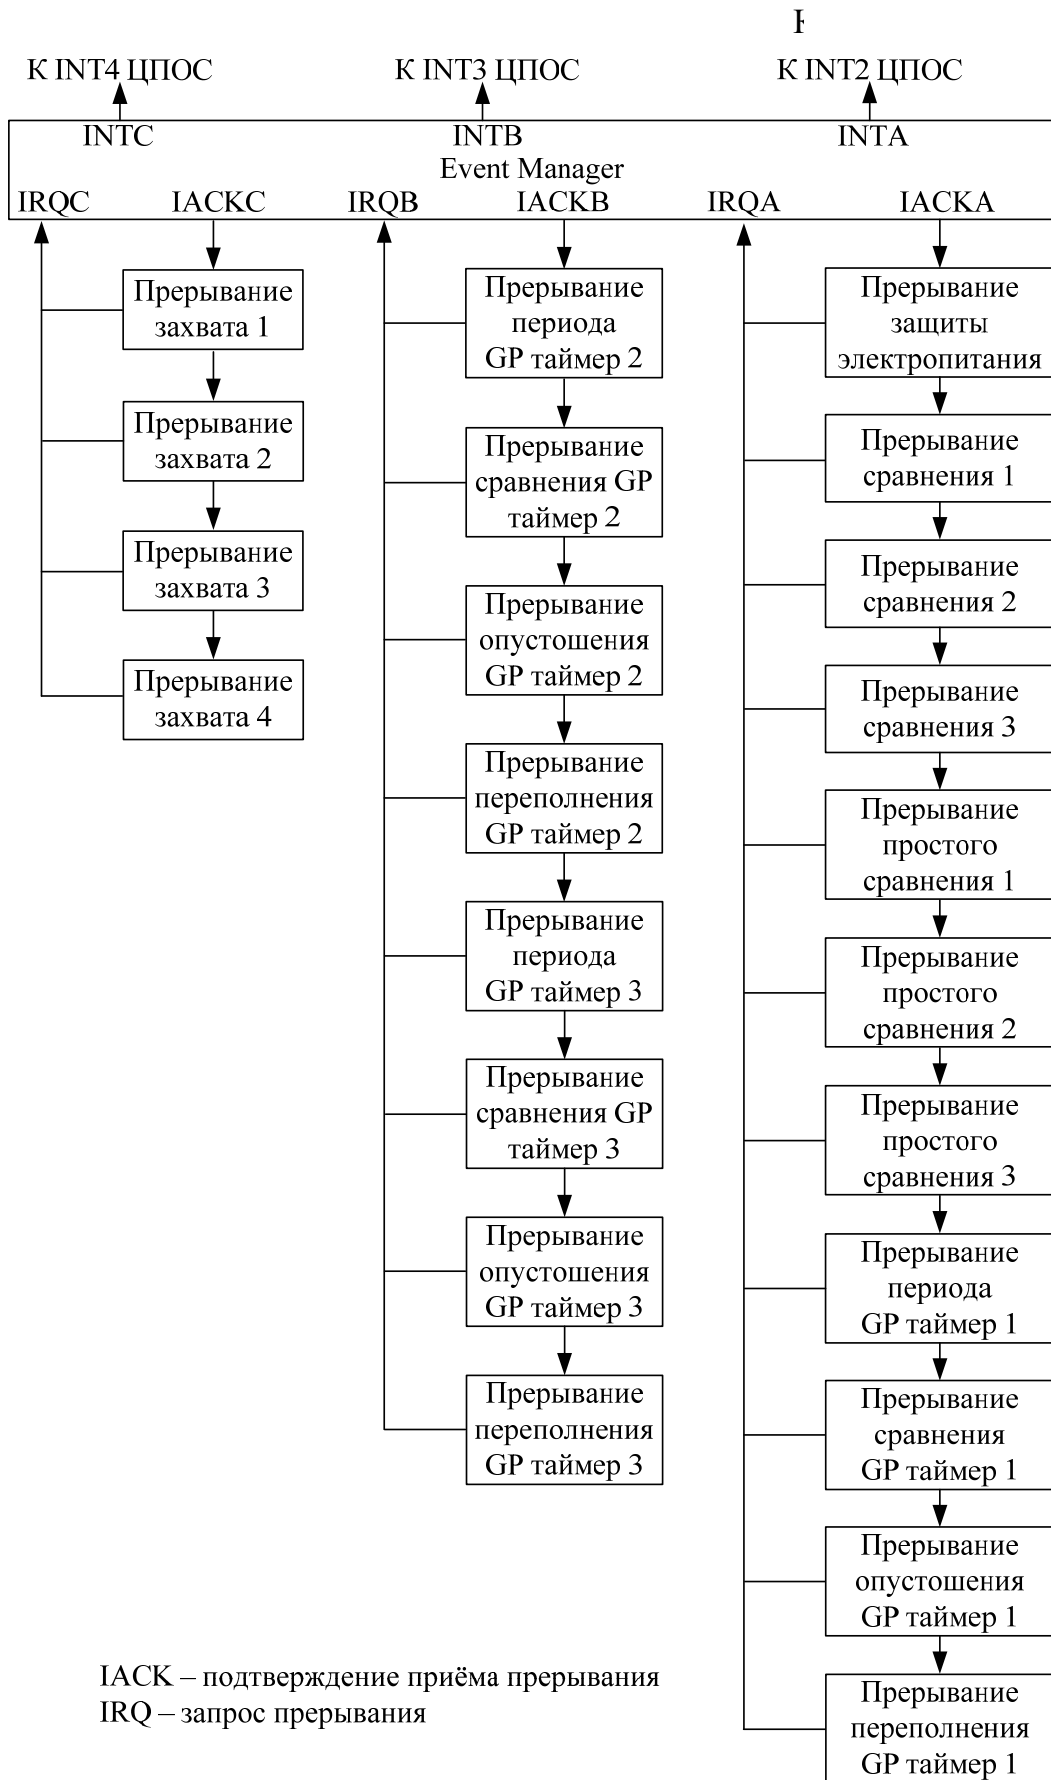 К INT4 ЦПОС
К INT3 ЦПОС
К INT2 ЦПОС
INTC
INTB
INTA
Event Manager
IRQC
IACKC
IRQB
IACKB
IRQA
IACKA
Прерывание
захвата 1
Прерывание
захвата 2
Прерывание
захвата 3
Прерывание
захвата 4
Прерывание
периода
GP таймер 2
Прерывание
сравнения GP
таймер 2
Прерывание
опустошения
GP таймер 2
Прерывание
переполнения
GP таймер 2
Прерывание
периода
GP таймер 3
Прерывание
сравнения GP
таймер 3
Прерывание
опустошения
GP таймер 3
Прерывание
переполнения
GP таймер 3
Прерывание
защиты
электропитания
Прерывание
сравнения 1
Прерывание
сравнения 2
Прерывание
сравнения 3
Прерывание
простого
сравнения 1
Прерывание
простого
сравнения 2
Прерывание
простого
сравнения 3
Прерывание
периода
GP таймер 1
Прерывание
сравнения
GP таймер 1
Прерывание
опустошения
GP таймер 1
Прерывание
переполнения
GP таймер 1
IACK – подтверждение приёма прерывания
IRQ – запрос прерывания